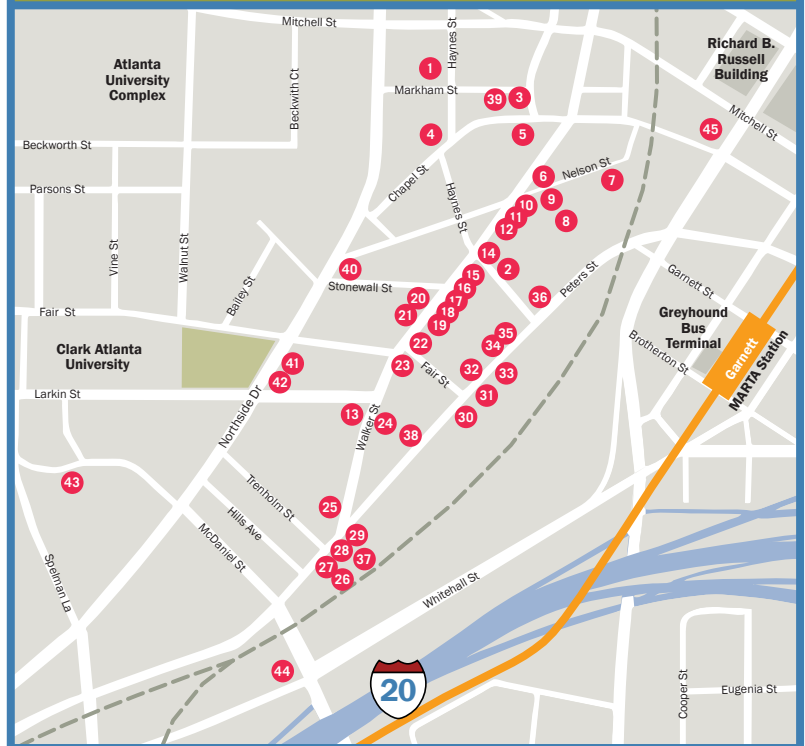 Mitchell St
Haynes St
Richard B.
Russell
Building
Atlanta
University
Complex
1
Beckwith Ct
Markham St
39
3
Mitchell St
45
4
5
Beckworth St
Chapel St
Nelson St
6
7
Parsons St
Haynes St
9
10
11
8
12
Vine St
Walnut St
14
40
15
2
Peters St
Garnett St
Bailey St
Stonewall St
16
20
17
36
21
18
19
Fair St
35
Greyhound
Bus
Terminal
Brotherton St
Garnett
MARTA Station
22
34
Clark Atlanta
University
41
23
Fair St
32
33
42
Larkin St
31
Northside Dr
13
Walker St
24
30
38
43
Trenholm St
25
Hills Ave
McDaniel St
29
28
37
27
26
Spelman La
Whitehall St
44
20
Cooper St
Eugenia St